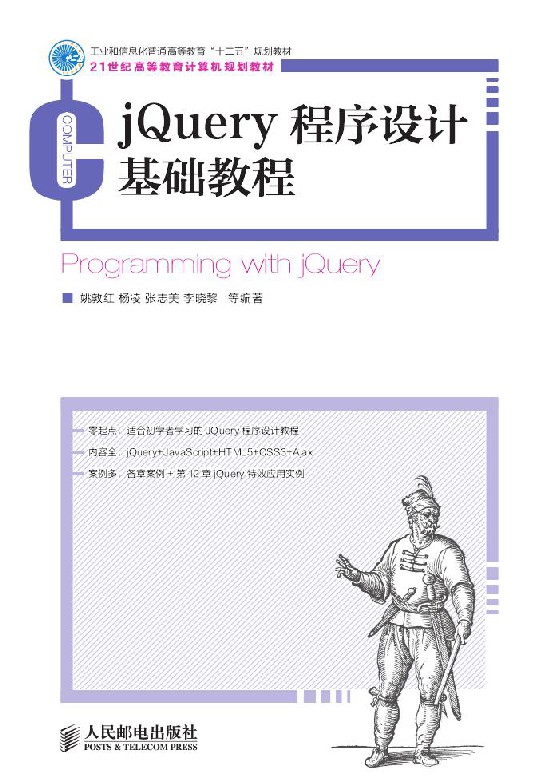 工业和信息化普通高等教育“十二五”规划教材
21世纪高等教育计算机规划教材
COMPUTER
jQuery 程序设计
基础教程
Programming with jQuery
姚敦红 杨凌 张志美 李晓黎 等编著
零起点：适合初学者学习的 JQuery 程序设计教程
内容全：jQuery+JavaScript+HTML5+CSS3+Ajax
案例多：各章案例 + 第 12 章 jQuery 特效应用实例
人民邮电出版社
POSTS & TELECOM PRESS